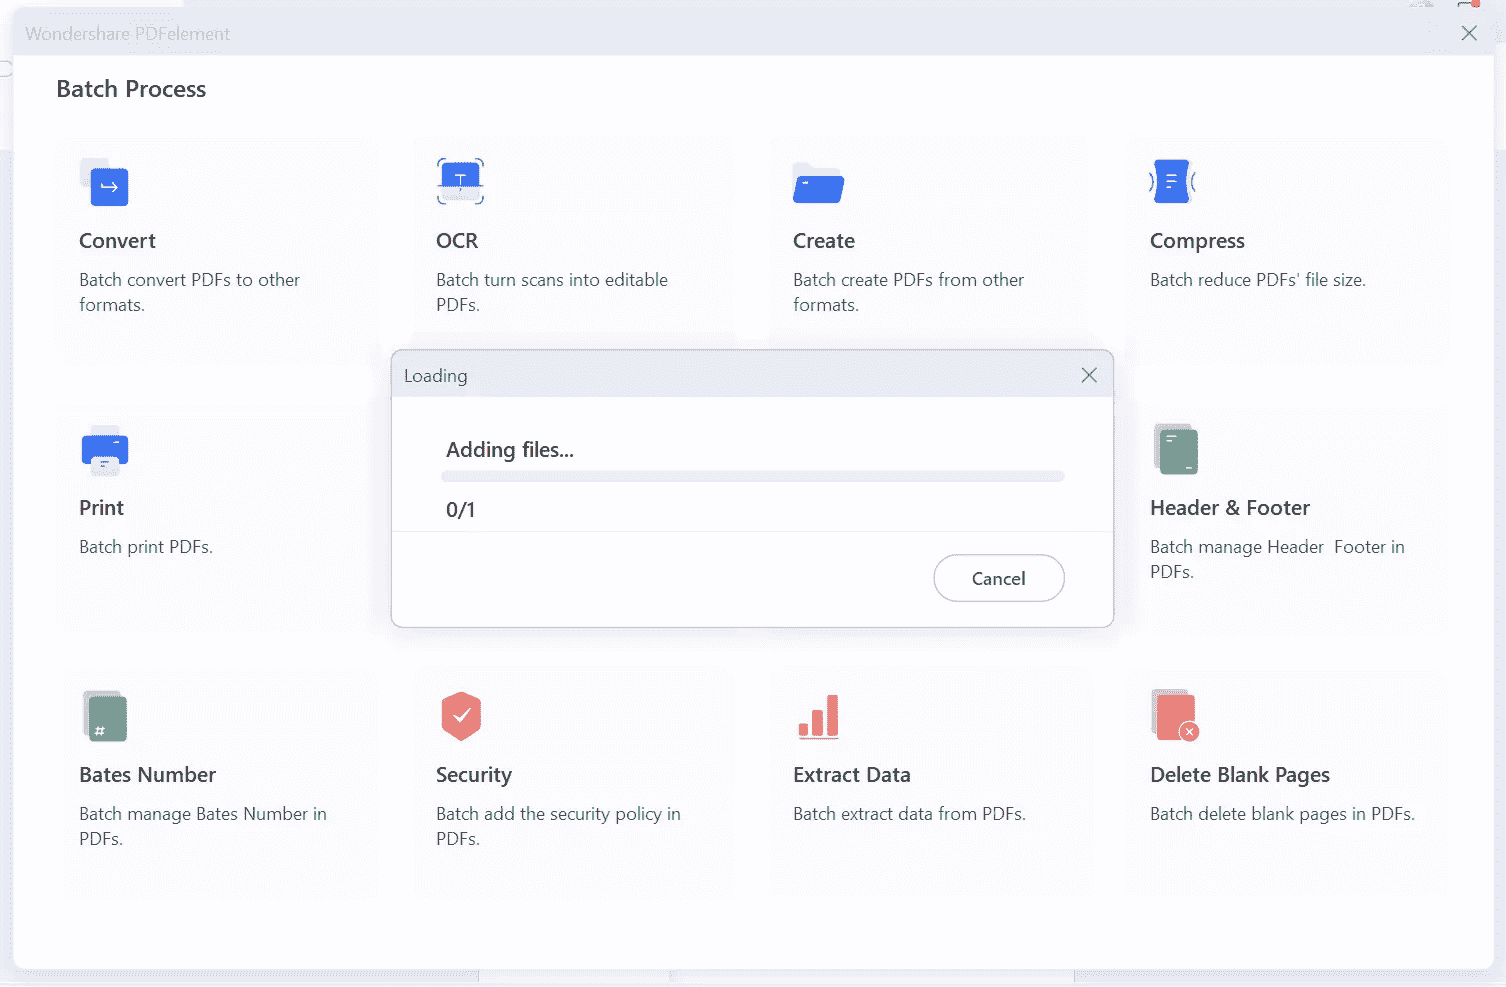 Wondershare PDFelement
Batch Process
Convert
Batch convert PDFs to other
formats.
OCR
Batch turn scans into editable
PDFs.
Create
Batch create PDFs from other
formats.
Compress
Batch reduce PDFs' file size.
Loading
Adding files...
0/1
Cancel
Print
Batch print PDFs.
Header & Footer
Batch manage Header  Footer in
PDFs.
Bates Number
Batch manage Bates Number in
PDFs.
Security
Batch add the security policy in
PDFs.
Extract Data
Batch extract data from PDFs.
Delete Blank Pages
Batch delete blank pages in PDFs.